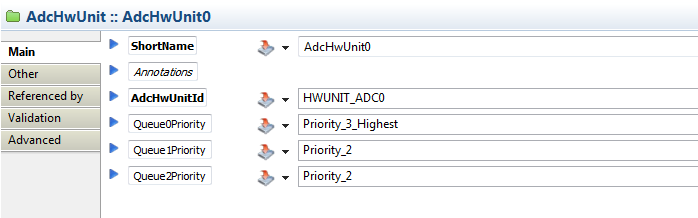 AdcHwUnit :: AdcHwUnit0
Main
ShortName AdcHwUnit0
Other
Annotations
Referenced by
AdcHwUnitId HWUNIT_ADC0
Validation
Queue0Priority Priority_3_Highest
Advanced
Queue1Priority Priority_2
Queue2Priority Priority_2